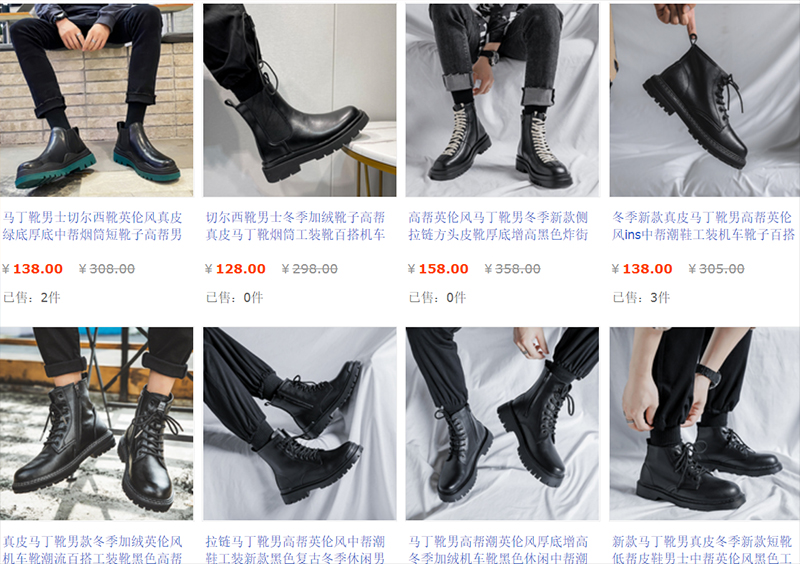 马丁靴男士切尔西靴英伦风真皮
绿底厚底中帮烟筒短靴子高帮男
¥ 138.00 ¥ 308.00
已售：2件
切尔西靴男士冬季加绒靴子高帮
真皮马丁靴烟筒工装靴百搭机车
¥ 128.00 ¥ 298.00
已售：0件
高帮英伦风马丁靴男冬季新款侧
拉链方头皮靴厚底增高黑色炸街
¥ 158.00 ¥ 358.00
已售：0件
冬季新款真皮马丁靴男高帮英伦
风ins中帮潮鞋工装机车靴子百搭
¥ 138.00 ¥ 305.00
已售：3件
真皮马丁靴男款冬季加绒英伦风
机车靴潮流百搭工装靴黑色高帮
拉链马丁靴男高帮英伦风中帮潮
鞋工装新款黑色复古冬季休闲男
马丁靴男高帮潮英伦风厚底增高
冬季加绒机车靴黑色休闲中帮潮
新款马丁靴男真皮冬季新款短靴
低帮皮鞋男士中帮英伦风黑色工